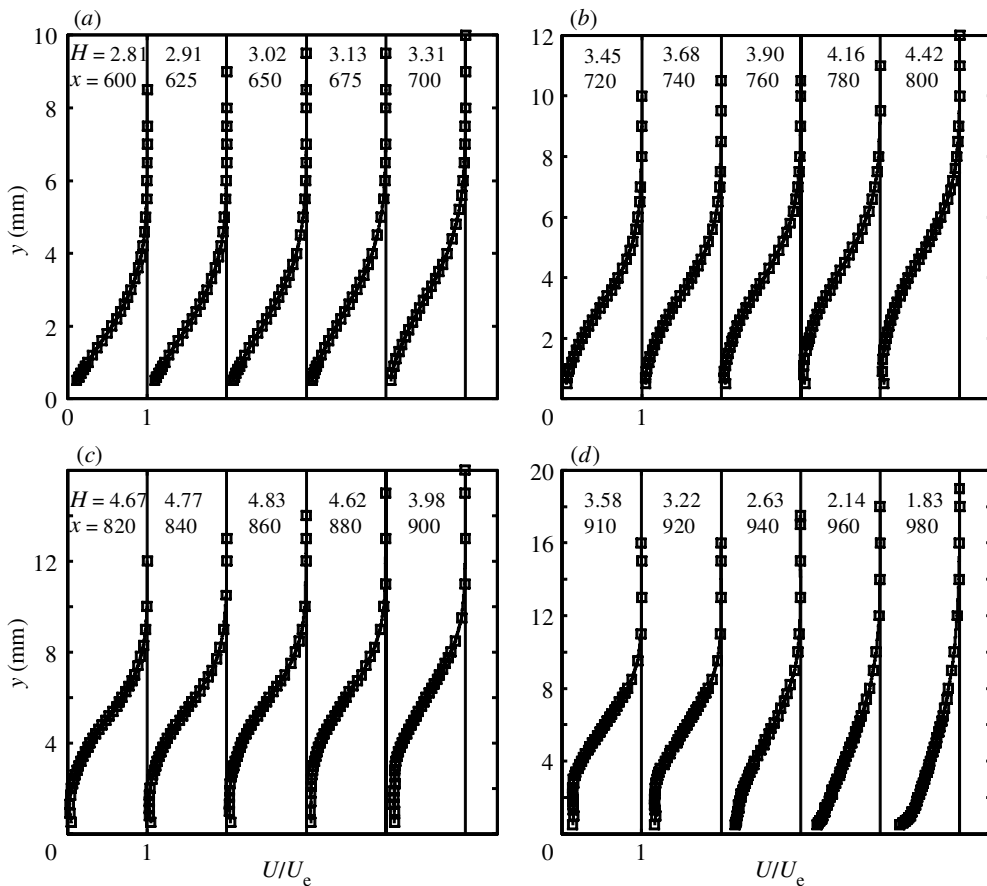 (a)
(b)
10
8
6
4
2
0
y (mm)
H = 2.81 2.91 3.02 3.13 3.31
x = 600 625 650 675 700
0 1
12
10
8
6
4
2
0
3.45 3.68 3.90 4.16 4.42
720 740 760 780 800
1
(c)
(d)
12
8
4
0
y (mm)
H = 4.67 4.77 4.83 4.62 3.98
x = 820 840 860 880 900
1
U/Ue
20
16
12
8
4
0
3.58 3.22 2.63 2.14 1.83
910 920 940 960 980
1
U/Ue